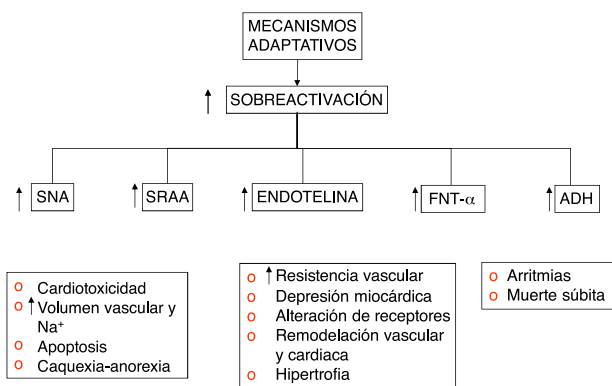 MECANISMOS
ADAPTATIVOS
↑ SOBREACTIVACIÓN
↑ SNA
↑ SRAA
↑ ENDOTELINA
↑ FNT-α
↑ ADH
o Cardiotoxicidad
o ↑ Volumen vascular y
Na⁺
o Apoptosis
o Caquexia-anorexia
o ↑ Resistencia vascular
o Depresión miocárdica
o Alteración de receptores
o Remodelación vascular
y cardiaca
o Hipertrofia
o Arritmias
o Muerte súbita